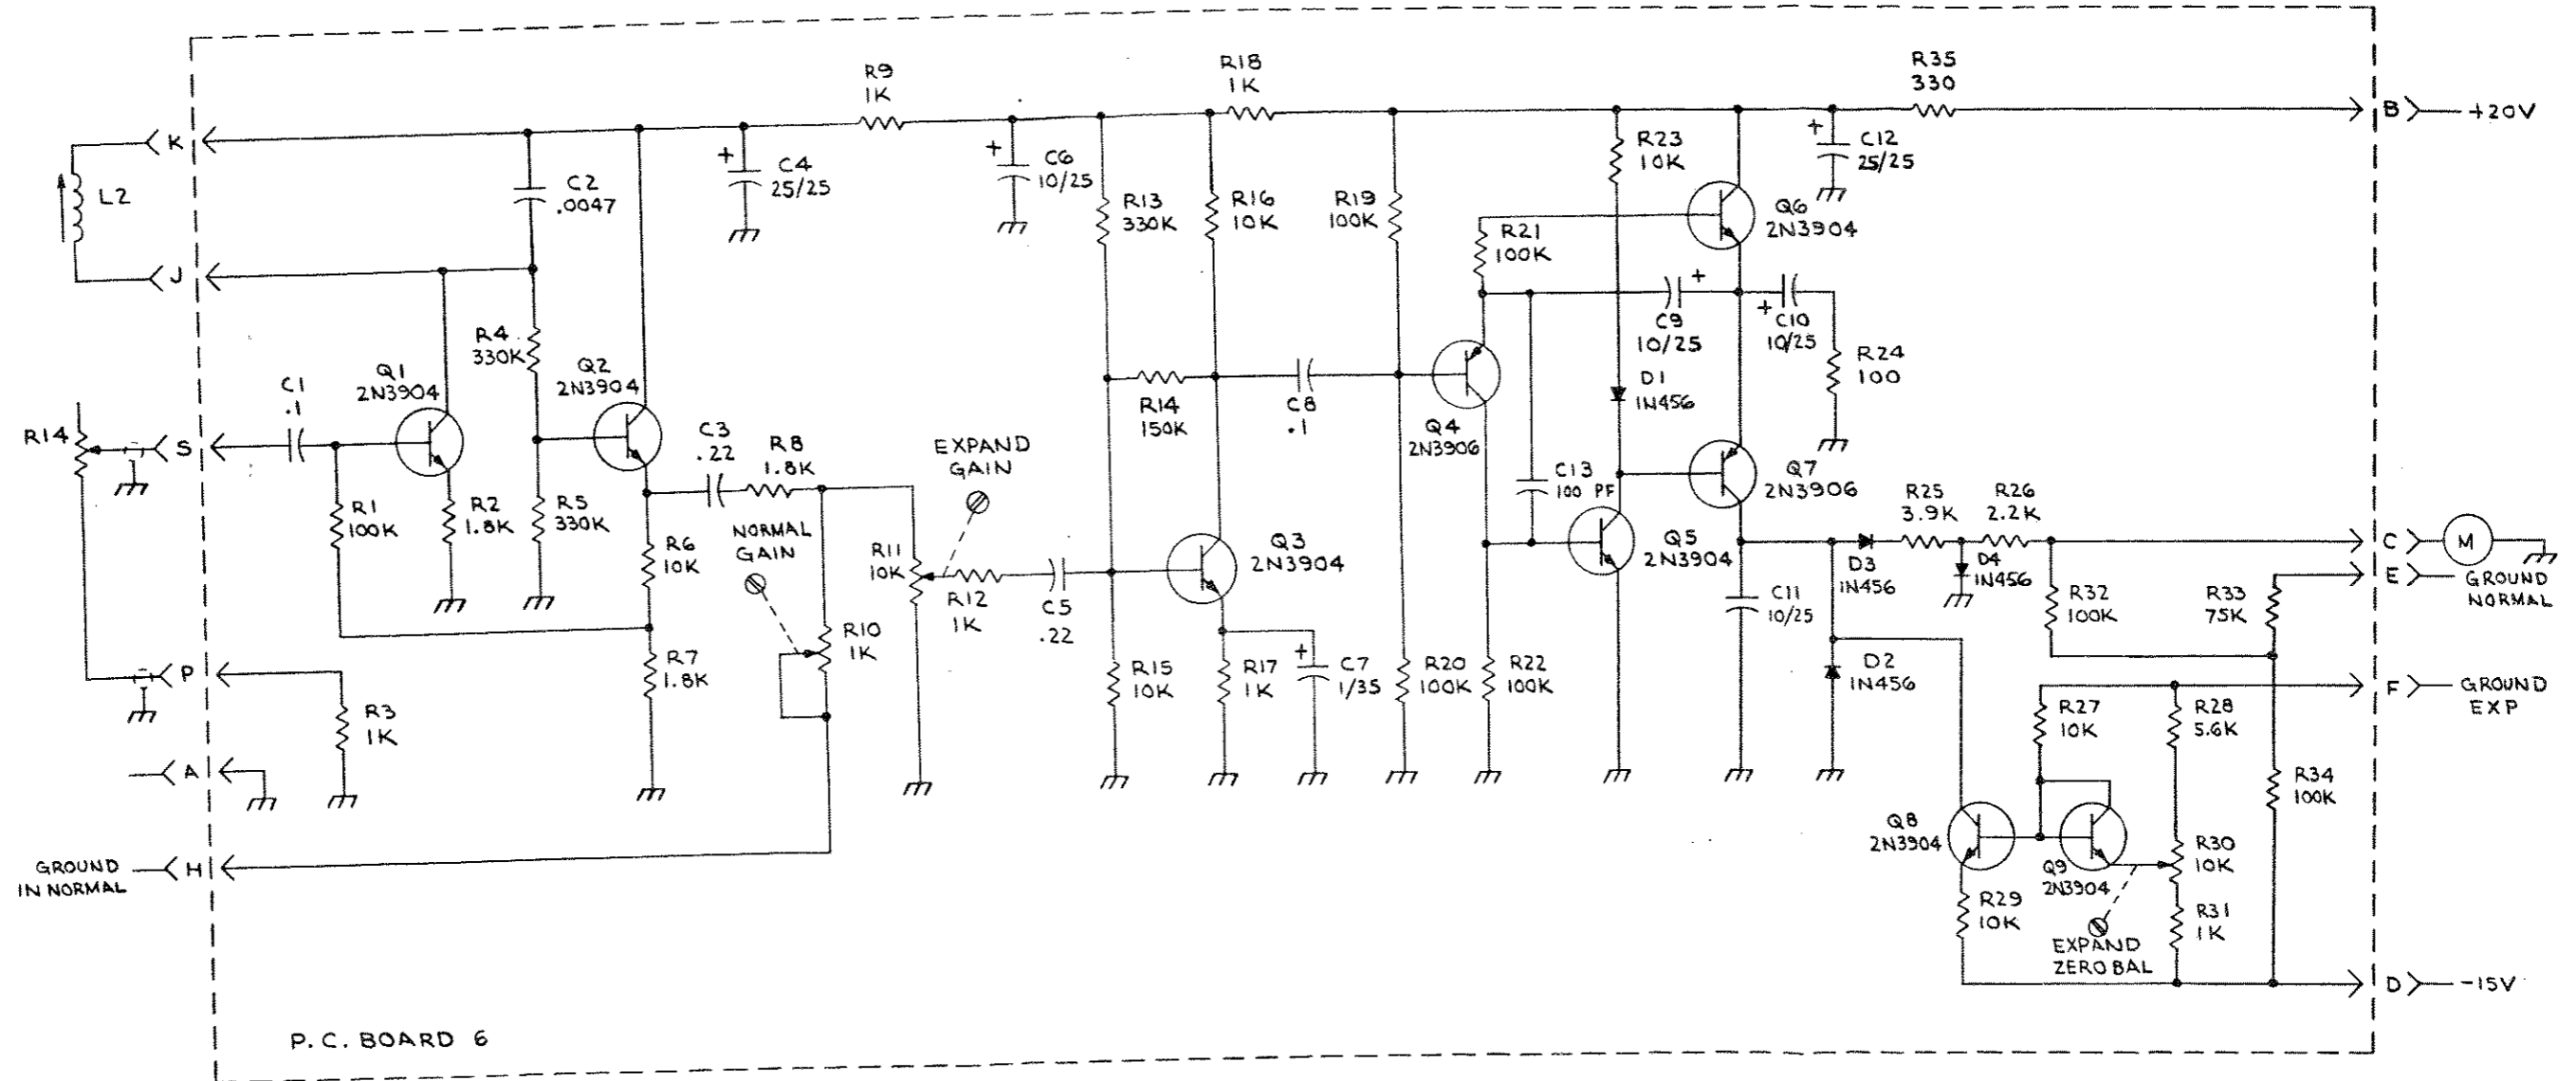 R9
1K
R18
1K
R35
330
K
B
+20V
L2
C2
.0047
+
C4
25/25
+
C6
10/25
R13
330K
R16
10K
R19
100K
R21
100K
R23
10K
Q6
2N3904
+
C12
25/25
J
R4
330K
C9
10/25
+
+
C10
10/25
R24
100
C1
.1
Q1
2N3904
Q2
2N3904
R14
150K
C8
.1
Q4
2N3906
D1
1N456
R14
S
C3
.22
R8
1.8K
EXPAND
GAIN
C13
100 PF
Q7
2N3906
R25
3.9K
R26
2.2K
R1
100K
R2
1.8K
R5
330K
NORMAL
GAIN
R6
10K
R11
10K
R12
1K
C5
.22
Q3
2N3904
Q5
2N3904
D3
1N456
D4
1N456
C
M
E
GROUND
NORMAL
C11
10/25
R32
100K
R33
75K
P
R3
1K
R7
1.8K
R10
1K
R15
10K
R17
1K
+
C7
1/35
R20
100K
R22
100K
D2
1N456
R27
10K
R28
5.6K
F
GROUND
EXP
A
R34
100K
GROUND
IN NORMAL
H
Q8
2N3904
Q9
2N3904
R30
10K
R29
10K
R31
1K
EXPAND
ZERO BAL
D
-15V
P.C. BOARD 6